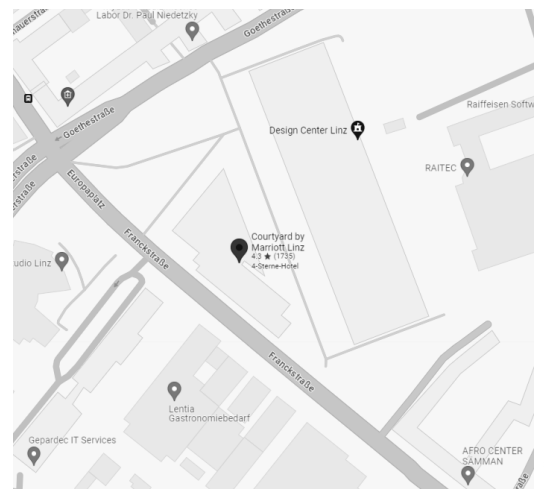 Labor Dr. Paul Niedetzky
Goethestraße
Design Center Linz
Raiffeisen Softw
Goethestraße
RAITEC
Europaplatz
Courtyard by
Marriott Linz
4,3 ★ (1735)
4-Sterne-Hotel
Franckstraße
udio Linz
Franckstraße
Lentia
Gastronomiebedarf
Gepardec IT Services
AFRO CENTER
SAMMAN